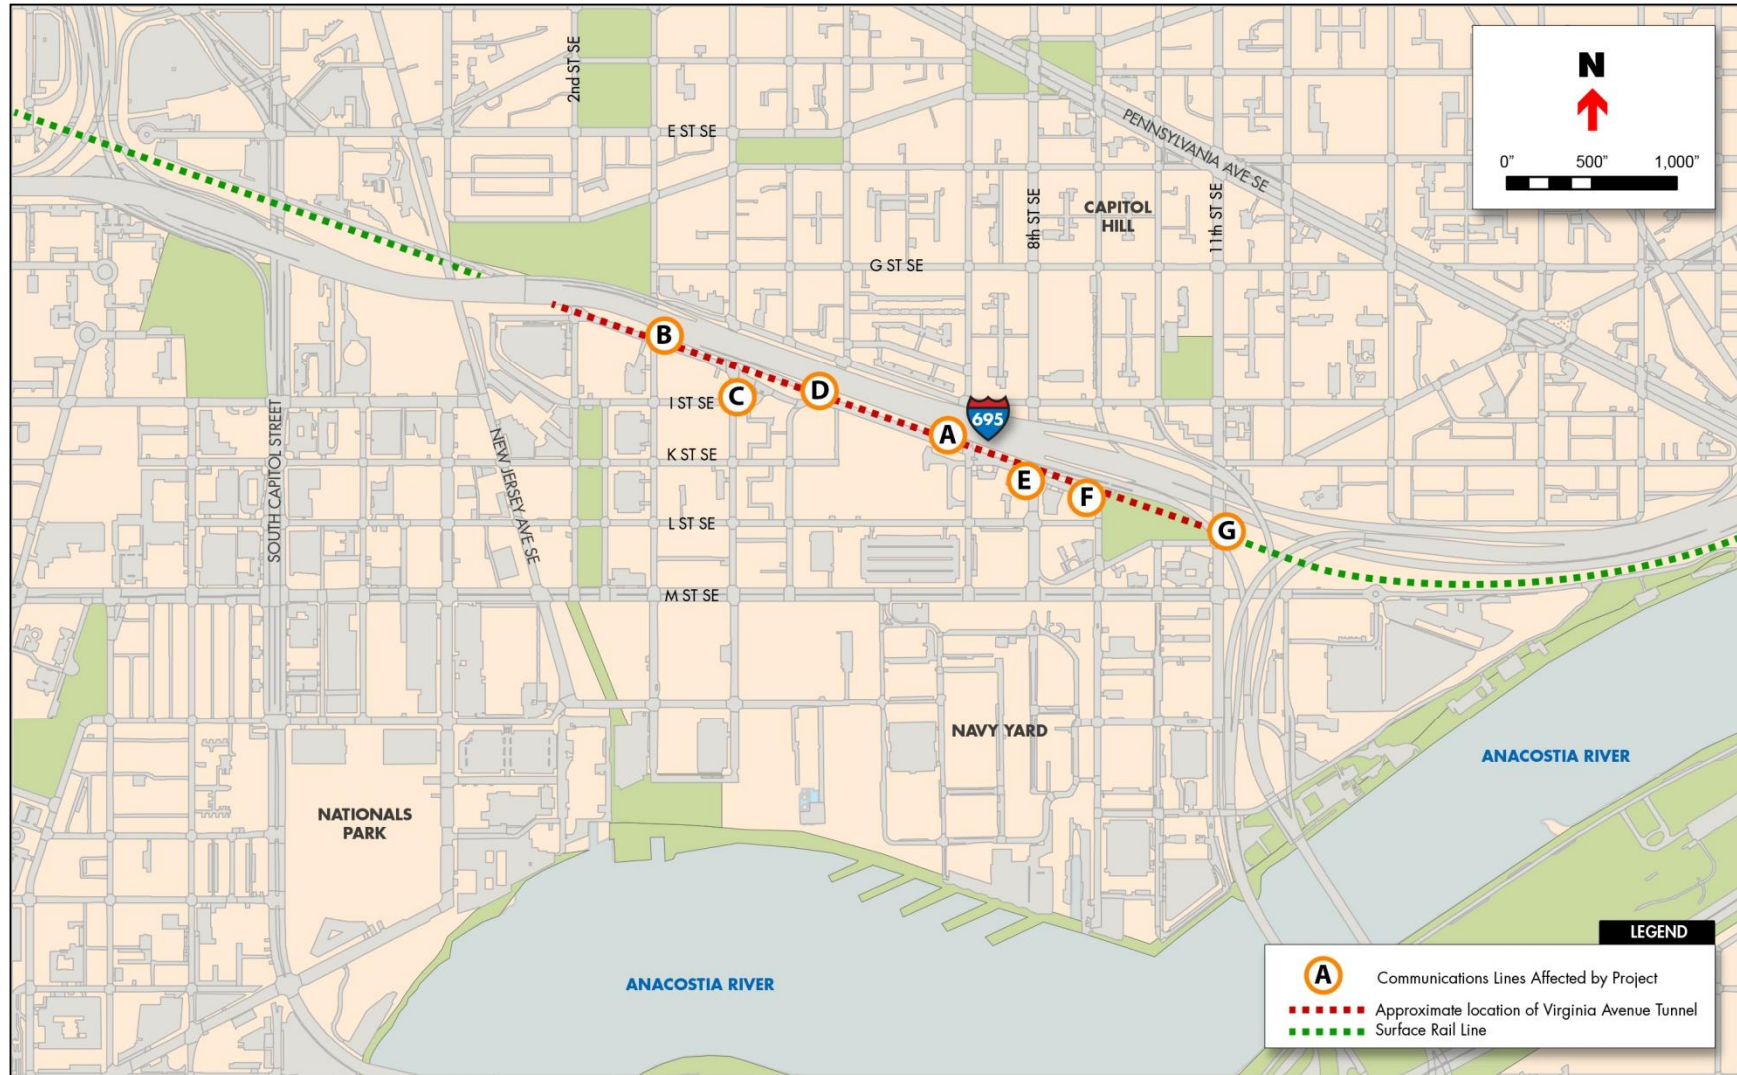 2nd ST SE
E ST SE
PENNSYLVANIA AVE SE
N
0" 500" 1,000"
8th ST SE
CAPITOL
HILL
11th ST SE
G ST SE
B
C
D
I ST SE
A
695
SOUTH CAPITOL STREET
NEW JERSEY AVE SE
K ST SE
E
F
G
L ST SE
M ST SE
NAVY YARD
ANACOSTIA RIVER
NATIONALS
PARK
ANACOSTIA RIVER
LEGEND
A Communications Lines Affected by Project
Approximate location of Virginia Avenue Tunnel
Surface Rail Line